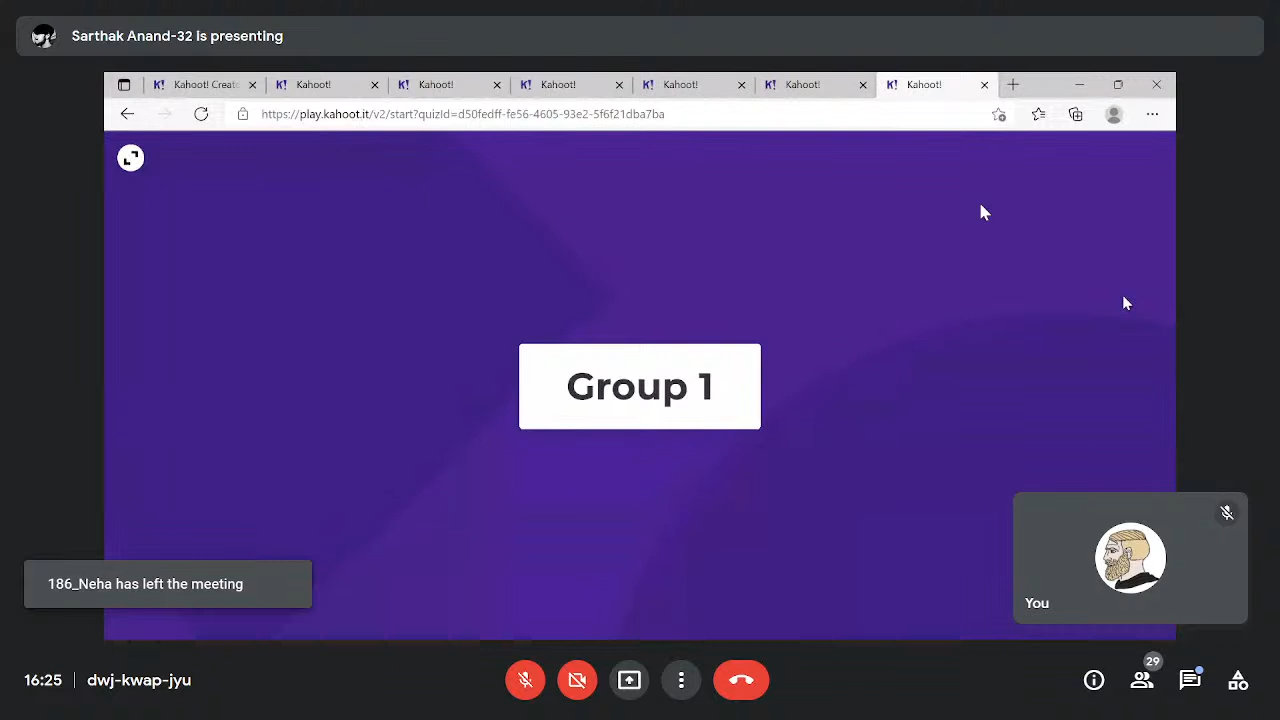 Sarthak Anand-32 is presenting
K! Kahoot! Create
K! Kahoot!
K! Kahoot!
K! Kahoot!
K! Kahoot!
K! Kahoot!
K! Kahoot!
https://play.kahoot.it/v2/start?quizId=d50fedff-fe56-4605-93e2-5f6f21dba7ba
Group 1
186_Neha has left the meeting
You
16:25 | dwj-kwap-jyu
29